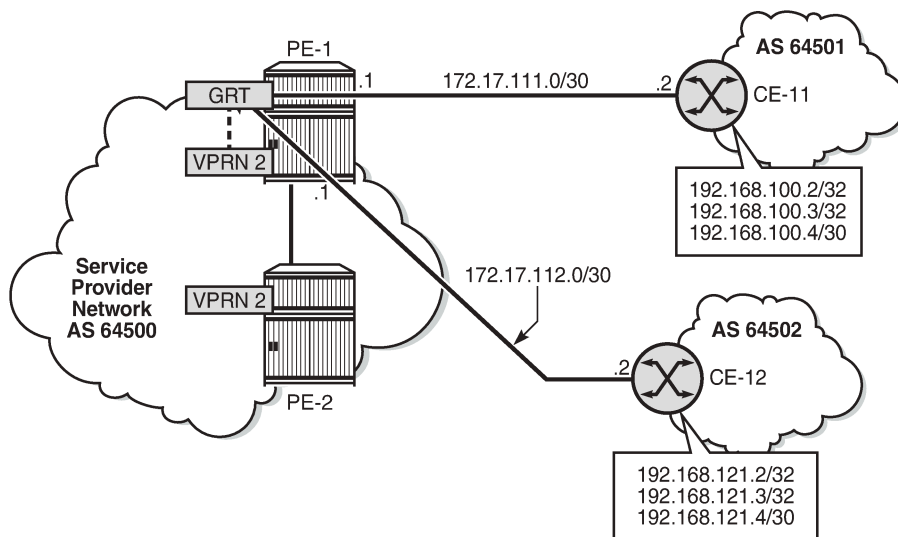 PE-1
AS 64501
GRT
.1
172.17.111.0/30
.2
CE-11
VPRN 2
.1
192.168.100.2/32
192.168.100.3/32
192.168.100.4/30
Service
Provider
Network
AS 64500
VPRN 2
172.17.112.0/30
AS 64502
.2
CE-12
PE-2
192.168.121.2/32
192.168.121.3/32
192.168.121.4/30